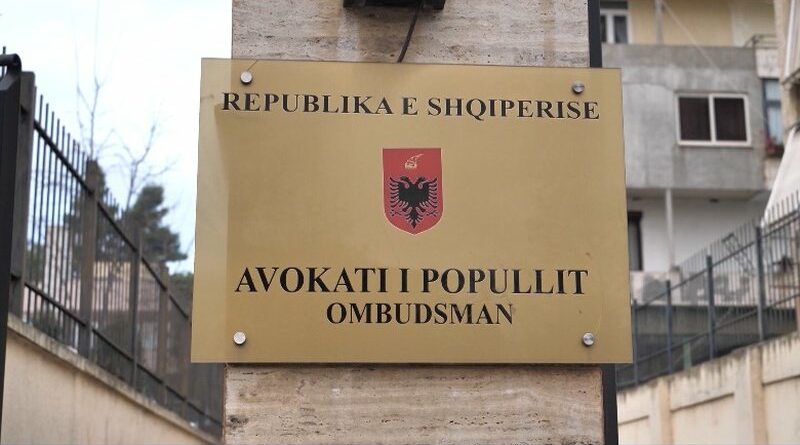 REPUBLIKA E SHQIPERISE
AVOKATI I POPULLIT
OMBUDSMAN